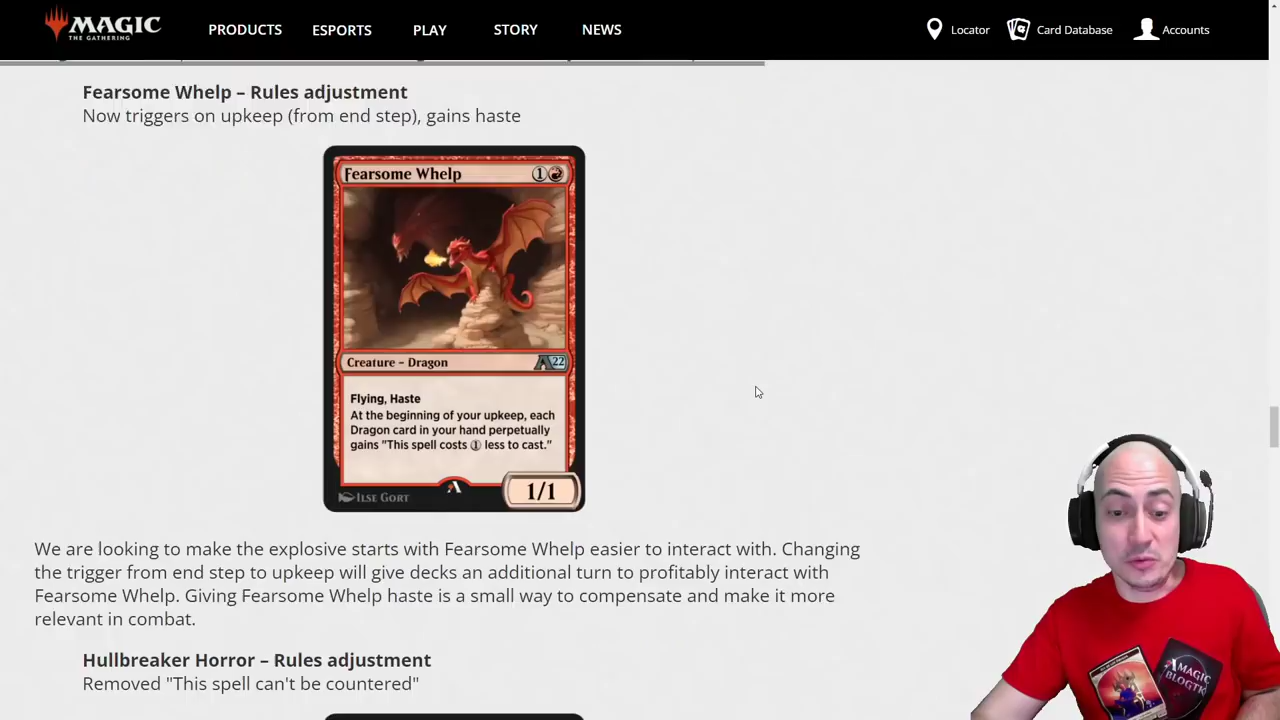 MAGIC
THE GATHERING
PRODUCTS
ESPORTS
PLAY
STORY
NEWS
Locator
Card Database
Accounts
Fearsome Whelp – Rules adjustment
Now triggers on upkeep (from end step), gains haste
Fearsome Whelp 1
Creature – Dragon
A22
Flying, Haste
At the beginning of your upkeep, each
Dragon card in your hand perpetually
gains "This spell costs 1 less to cast."
ILSE GORT
1/1
We are looking to make the explosive starts with Fearsome Whelp easier to interact with. Changing
the trigger from end step to upkeep will give decks an additional turn to profitably interact with
Fearsome Whelp. Giving Fearsome Whelp haste is a small way to compensate and make it more
relevant in combat.
Hullbreaker Horror – Rules adjustment
Removed "This spell can't be countered"
MAGIC